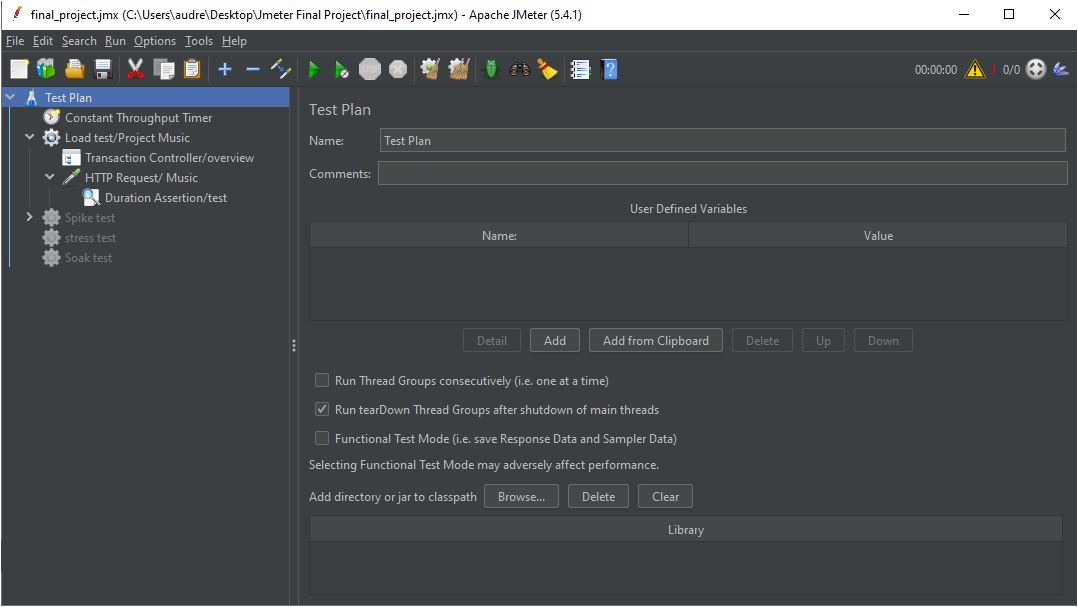 final_project.jmx (C:\Users\audre\Desktop\Jmeter Final Project\final_project.jmx) - Apache JMeter (5.4.1)
File Edit Search Run Options Tools Help
STOP 00:00:00 1 0/0
Test Plan
Constant Throughput Timer
Load test/Project Music
Transaction Controller/overview
HTTP Request/ Music
Duration Assertion/test
Spike test
stress test
Soak test
Test Plan
Name: Test Plan
Comments:
User Defined Variables
Name: Value
Detail Add Add from Clipboard Delete Up Down
Run Thread Groups consecutively (i.e. one at a time)
Run tearDown Thread Groups after shutdown of main threads
Functional Test Mode (i.e. save Response Data and Sampler Data)
Selecting Functional Test Mode may adversely affect performance.
Add directory or jar to classpath Browse... Delete Clear
Library